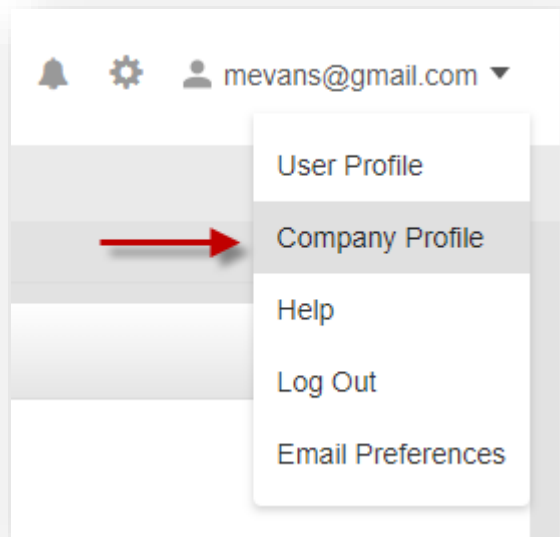 mevans@gmail.com
User Profile
Company Profile
Help
Log Out
Email Preferences